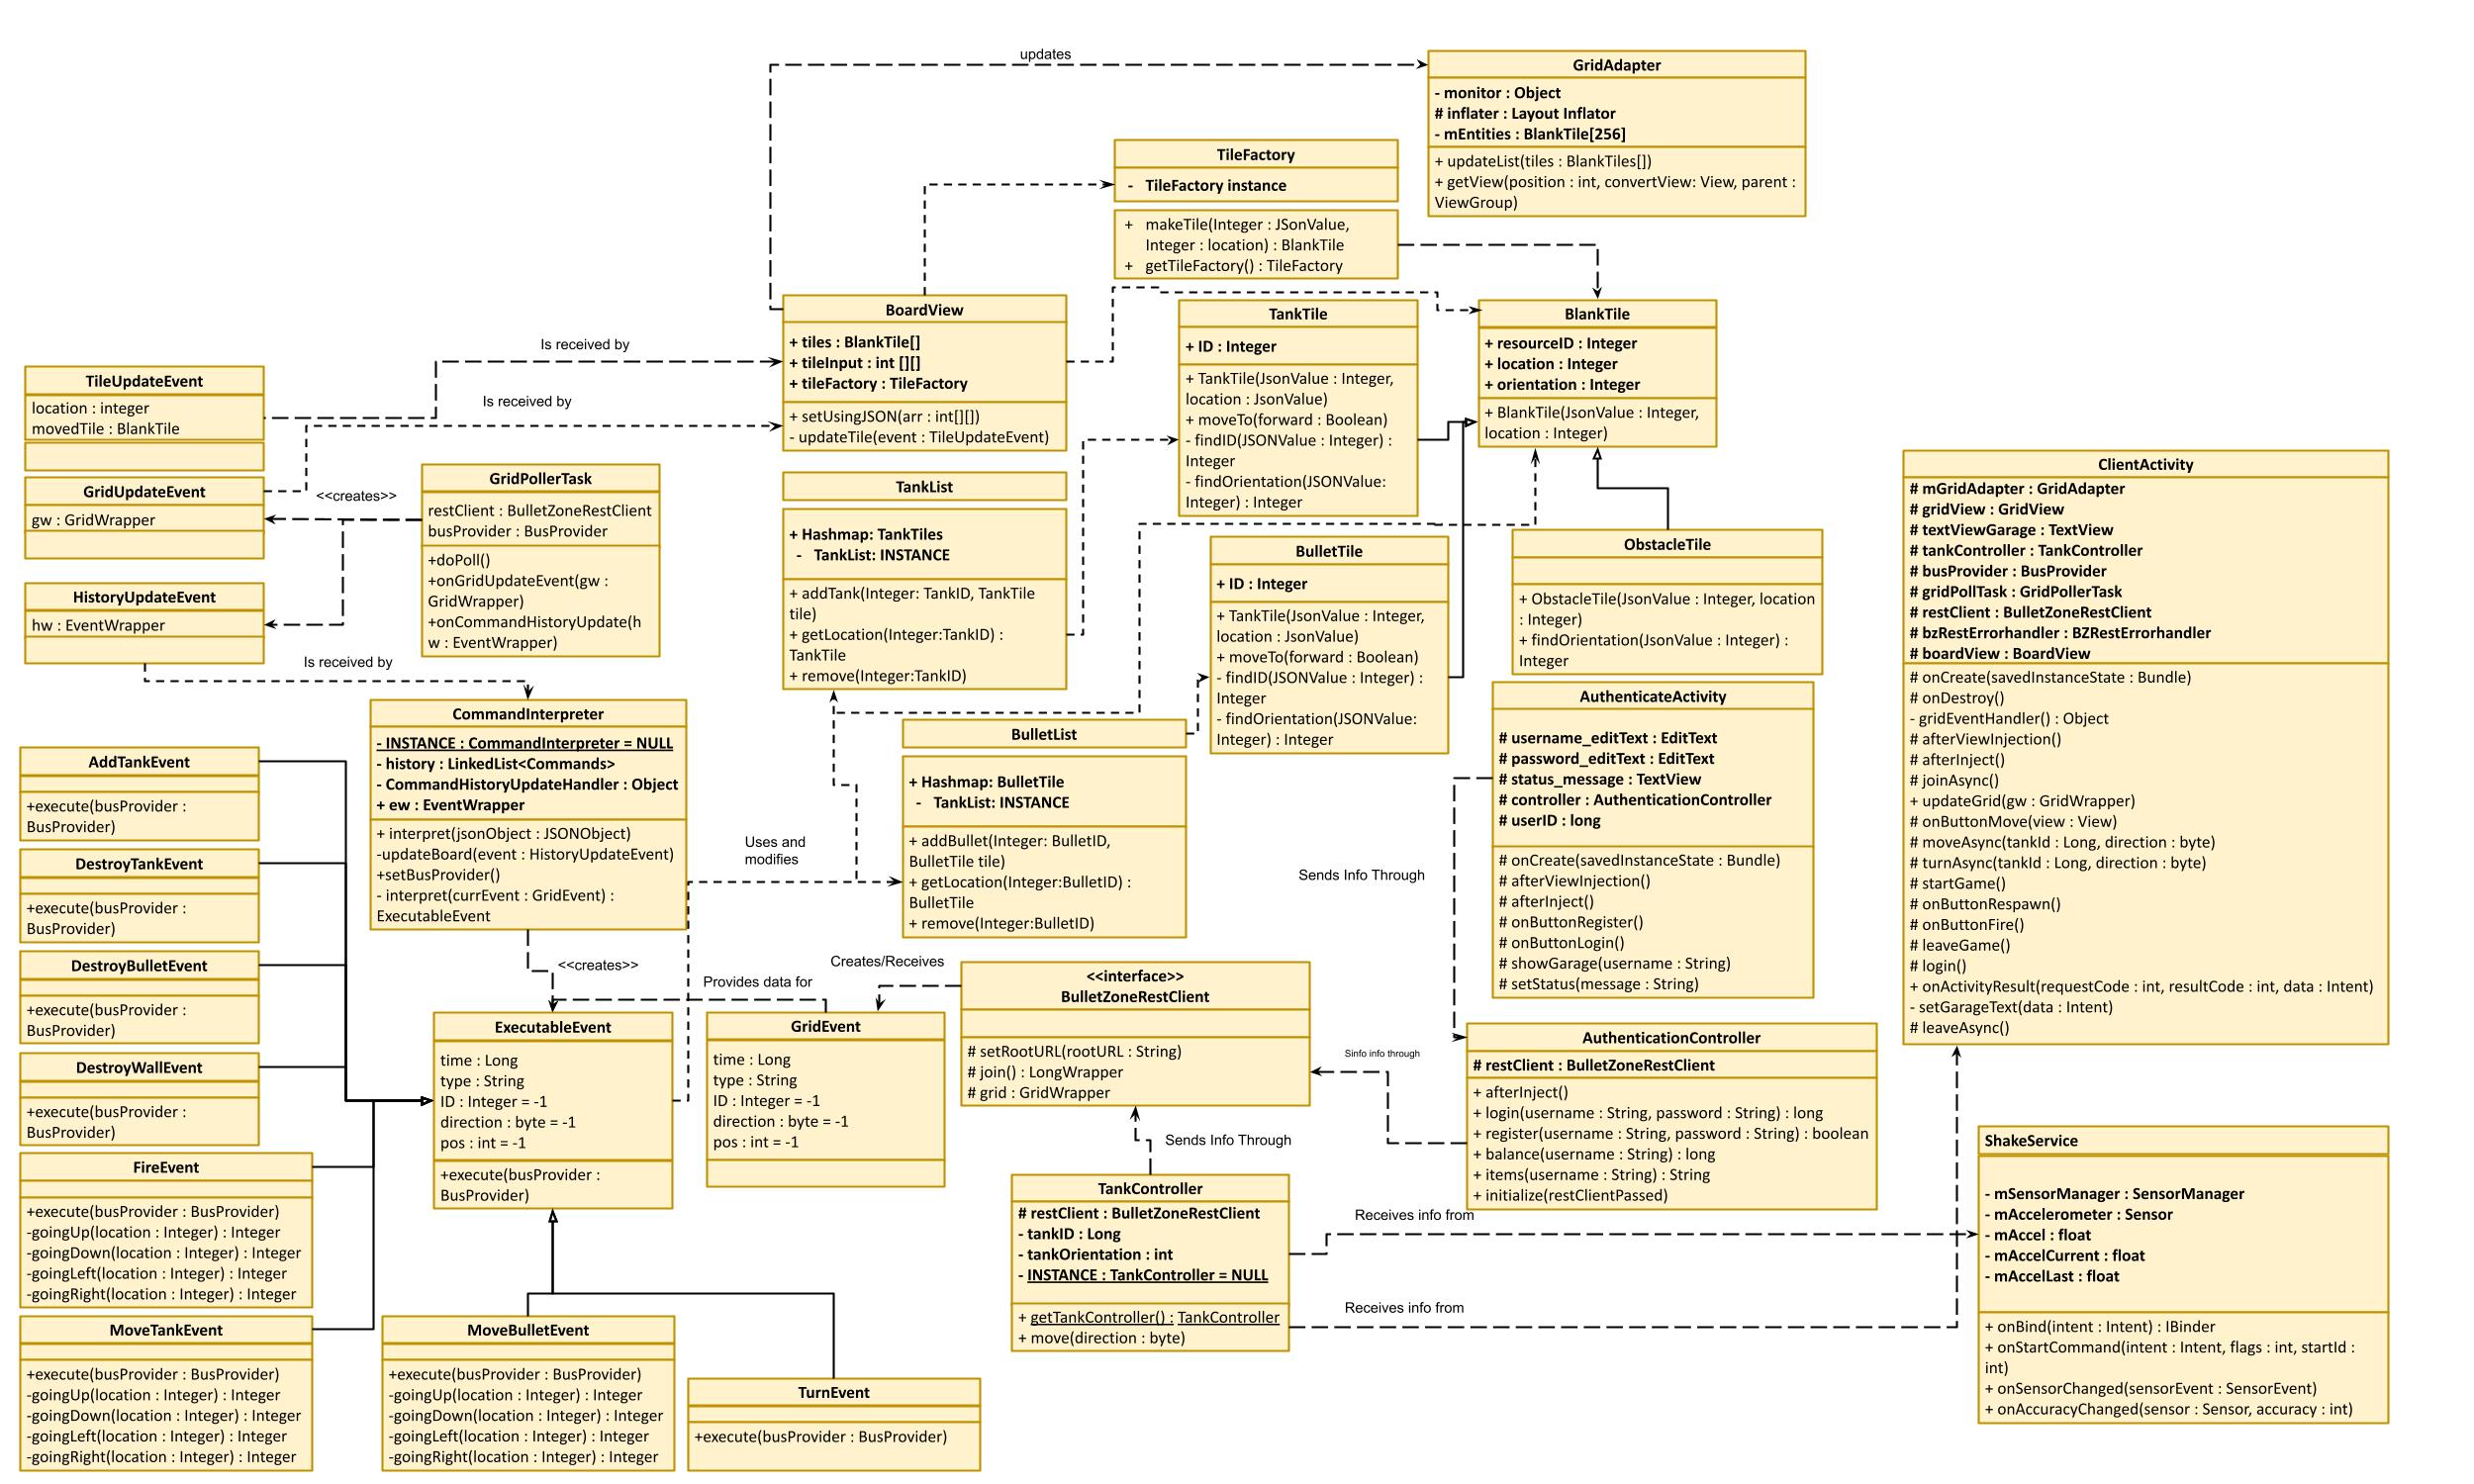 updates
GridAdapter
- monitor : Object
# inflater : Layout Inflator
- mEntities : BlankTile[256]
+ updateList(tiles : BlankTiles[])
+ getView(position : int, convertView: View, parent :
ViewGroup)
TileFactory
- TileFactory instance
+ makeTile(Integer : JSonValue,
Integer : location) : BlankTile
+ getTileFactory() : TileFactory
BoardView
+ tiles : BlankTile[]
+ tileInput : int [][]
+ tileFactory : TileFactory
+ setUsingJSON(arr : int[][])
- updateTile(event : TileUpdateEvent)
TankTile
+ ID : Integer
+ TankTile(JsonValue : Integer,
location : JsonValue)
+ moveTo(forward : Boolean)
- findID(JSONValue : Integer) :
Integer
- findOrientation(JSONValue:
Integer) : Integer
BlankTile
+ resourceID : Integer
+ location : Integer
+ orientation : Integer
+ BlankTile(JsonValue : Integer,
location : Integer)
Is received by
Is received by
TileUpdateEvent
location : integer
movedTile : BlankTile
GridUpdateEvent
gw : GridWrapper
<<creates>>
GridPollerTask
restClient : BulletZoneRestClient
busProvider : BusProvider
+doPoll()
+onGridUpdateEvent(gw :
GridWrapper)
+onCommandHistoryUpdate(h
w : EventWrapper)
HistoryUpdateEvent
hw : EventWrapper
Is received by
TankList
+ Hashmap: TankTiles
- TankList: INSTANCE
+ addTank(Integer: TankID, TankTile
tile)
+ getLocation(Integer:TankID) :
TankTile
+ remove(Integer:TankID)
BulletTile
+ ID : Integer
+ TankTile(JsonValue : Integer,
location : JsonValue)
+ moveTo(forward : Boolean)
- findID(JSONValue : Integer) :
Integer
- findOrientation(JSONValue:
Integer) : Integer
ObstacleTile
+ ObstacleTile(JsonValue : Integer, location
: Integer)
+ findOrientation(JsonValue : Integer) :
Integer
ClientActivity
# mGridAdapter : GridAdapter
# gridView : GridView
# textViewGarage : TextView
# tankController : TankController
# busProvider : BusProvider
# gridPollTask : GridPollerTask
# restClient : BulletZoneRestClient
# bzRestErrorhandler : BZRestErrorhandler
# boardView : BoardView
# onCreate(savedInstanceState : Bundle)
# onDestroy()
- gridEventHandler() : Object
# afterViewInjection()
# afterInject()
# joinAsync()
+ updateGrid(gw : GridWrapper)
# onButtonMove(view : View)
# moveAsync(tankId : Long, direction : byte)
# turnAsync(tankId : Long, direction : byte)
# startGame()
# onButtonRespawn()
# onButtonFire()
# leaveGame()
# login()
+ onActivityResult(requestCode : int, resultCode : int, data : Intent)
- setGarageText(data : Intent)
# leaveAsync()
CommandInterpreter
- INSTANCE : CommandInterpreter = NULL
- history : LinkedList<Commands>
- CommandHistoryUpdateHandler : Object
+ ew : EventWrapper
+ interpret(jsonObject : JSONObject)
-updateBoard(event : HistoryUpdateEvent)
+setBusProvider()
- interpret(currEvent : GridEvent) :
ExecutableEvent
BulletList
+ Hashmap: BulletTile
- TankList: INSTANCE
+ addBullet(Integer: BulletID,
BulletTile tile)
+ getLocation(Integer:BulletID) :
BulletTile
+ remove(Integer:BulletID)
Uses and
modifies
AuthenticateActivity
# username_editText : EditText
# password_editText : EditText
# status_message : TextView
# controller : AuthenticationController
# userID : long
# onCreate(savedInstanceState : Bundle)
# afterViewInjection()
# afterInject()
# onButtonRegister()
# onButtonLogin()
# showGarage(username : String)
# setStatus(message : String)
Sends Info Through
AddTankEvent
+execute(busProvider :
BusProvider)
DestroyTankEvent
+execute(busProvider :
BusProvider)
DestroyBulletEvent
+execute(busProvider :
BusProvider)
DestroyWallEvent
+execute(busProvider :
BusProvider)
<<creates>>
Provides data for
Creates/Receives
ExecutableEvent
time : Long
type : String
ID : Integer = -1
direction : byte = -1
pos : int = -1
+execute(busProvider :
BusProvider)
GridEvent
time : Long
type : String
ID : Integer = -1
direction : byte = -1
pos : int = -1
<<interface>>
BulletZoneRestClient
# setRootURL(rootURL : String)
# join() : LongWrapper
# grid : GridWrapper
Sinfo info through
AuthenticationController
# restClient : BulletZoneRestClient
+ afterInject()
+ login(username : String, password : String) : long
+ register(username : String, password : String) : boolean
+ balance(username : String) : long
+ items(username : String) : String
+ initialize(restClientPassed)
Sends Info Through
FireEvent
+execute(busProvider : BusProvider)
-goingUp(location : Integer) : Integer
-goingDown(location : Integer) : Integer
-goingLeft(location : Integer) : Integer
-goingRight(location : Integer) : Integer
TankController
# restClient : BulletZoneRestClient
- tankID : Long
- tankOrientation : int
- INSTANCE : TankController = NULL
+ getTankController() : TankController
+ move(direction : byte)
Receives info from
Receives info from
ShakeService
- mSensorManager : SensorManager
- mAccelerometer : Sensor
- mAccel : float
- mAccelCurrent : float
- mAccelLast : float
+ onBind(intent : Intent) : IBinder
+ onStartCommand(intent : Intent, flags : int, startId :
int)
+ onSensorChanged(sensorEvent : SensorEvent)
+ onAccuracyChanged(sensor : Sensor, accuracy : int)
MoveTankEvent
+execute(busProvider : BusProvider)
-goingUp(location : Integer) : Integer
-goingDown(location : Integer) : Integer
-goingLeft(location : Integer) : Integer
-goingRight(location : Integer) : Integer
MoveBulletEvent
+execute(busProvider : BusProvider)
-goingUp(location : Integer) : Integer
-goingDown(location : Integer) : Integer
-goingLeft(location : Integer) : Integer
-goingRight(location : Integer) : Integer
TurnEvent
+execute(busProvider : BusProvider)